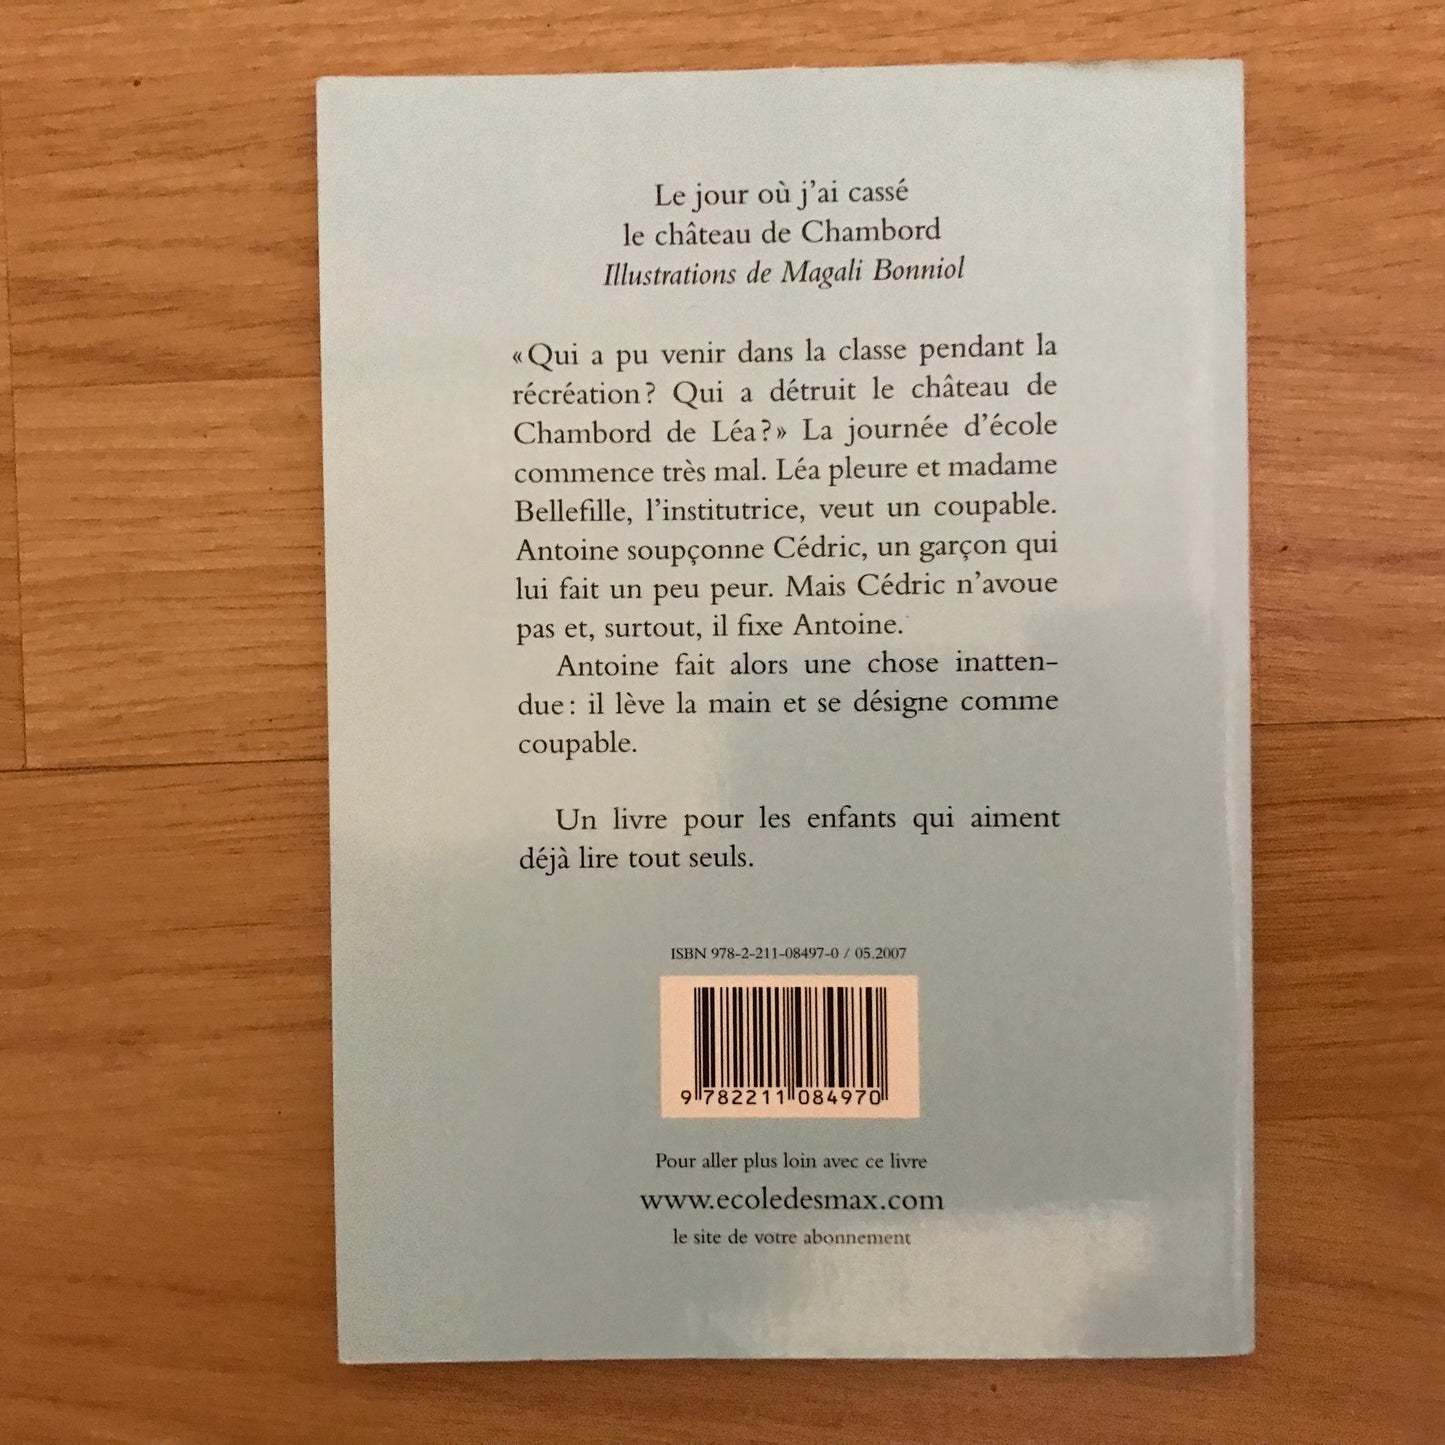 Le jour où j'ai cassé
le château de Chambord
Illustrations de Magali Bonniol
«Qui a pu venir dans la classe pendant la
récréation? Qui a détruit le château de
Chambord de Léa?» La journée d'école
commence très mal. Léa pleure et madame
Bellefille, l'institutrice, veut un coupable.
Antoine soupçonne Cédric, un garçon qui
lui fait un peu peur. Mais Cédric n'avoue
pas et, surtout, il fixe Antoine.
Antoine fait alors une chose inatten-
due: il lève la main et se désigne comme
coupable.
Un livre pour les enfants qui aiment
déjà lire tout seuls.
ISBN 978-2-211-08497-0 / 05.2007
9 782211 084970
Pour aller plus loin avec ce livre
www.ecoledesmax.com
le site de votre abonnement